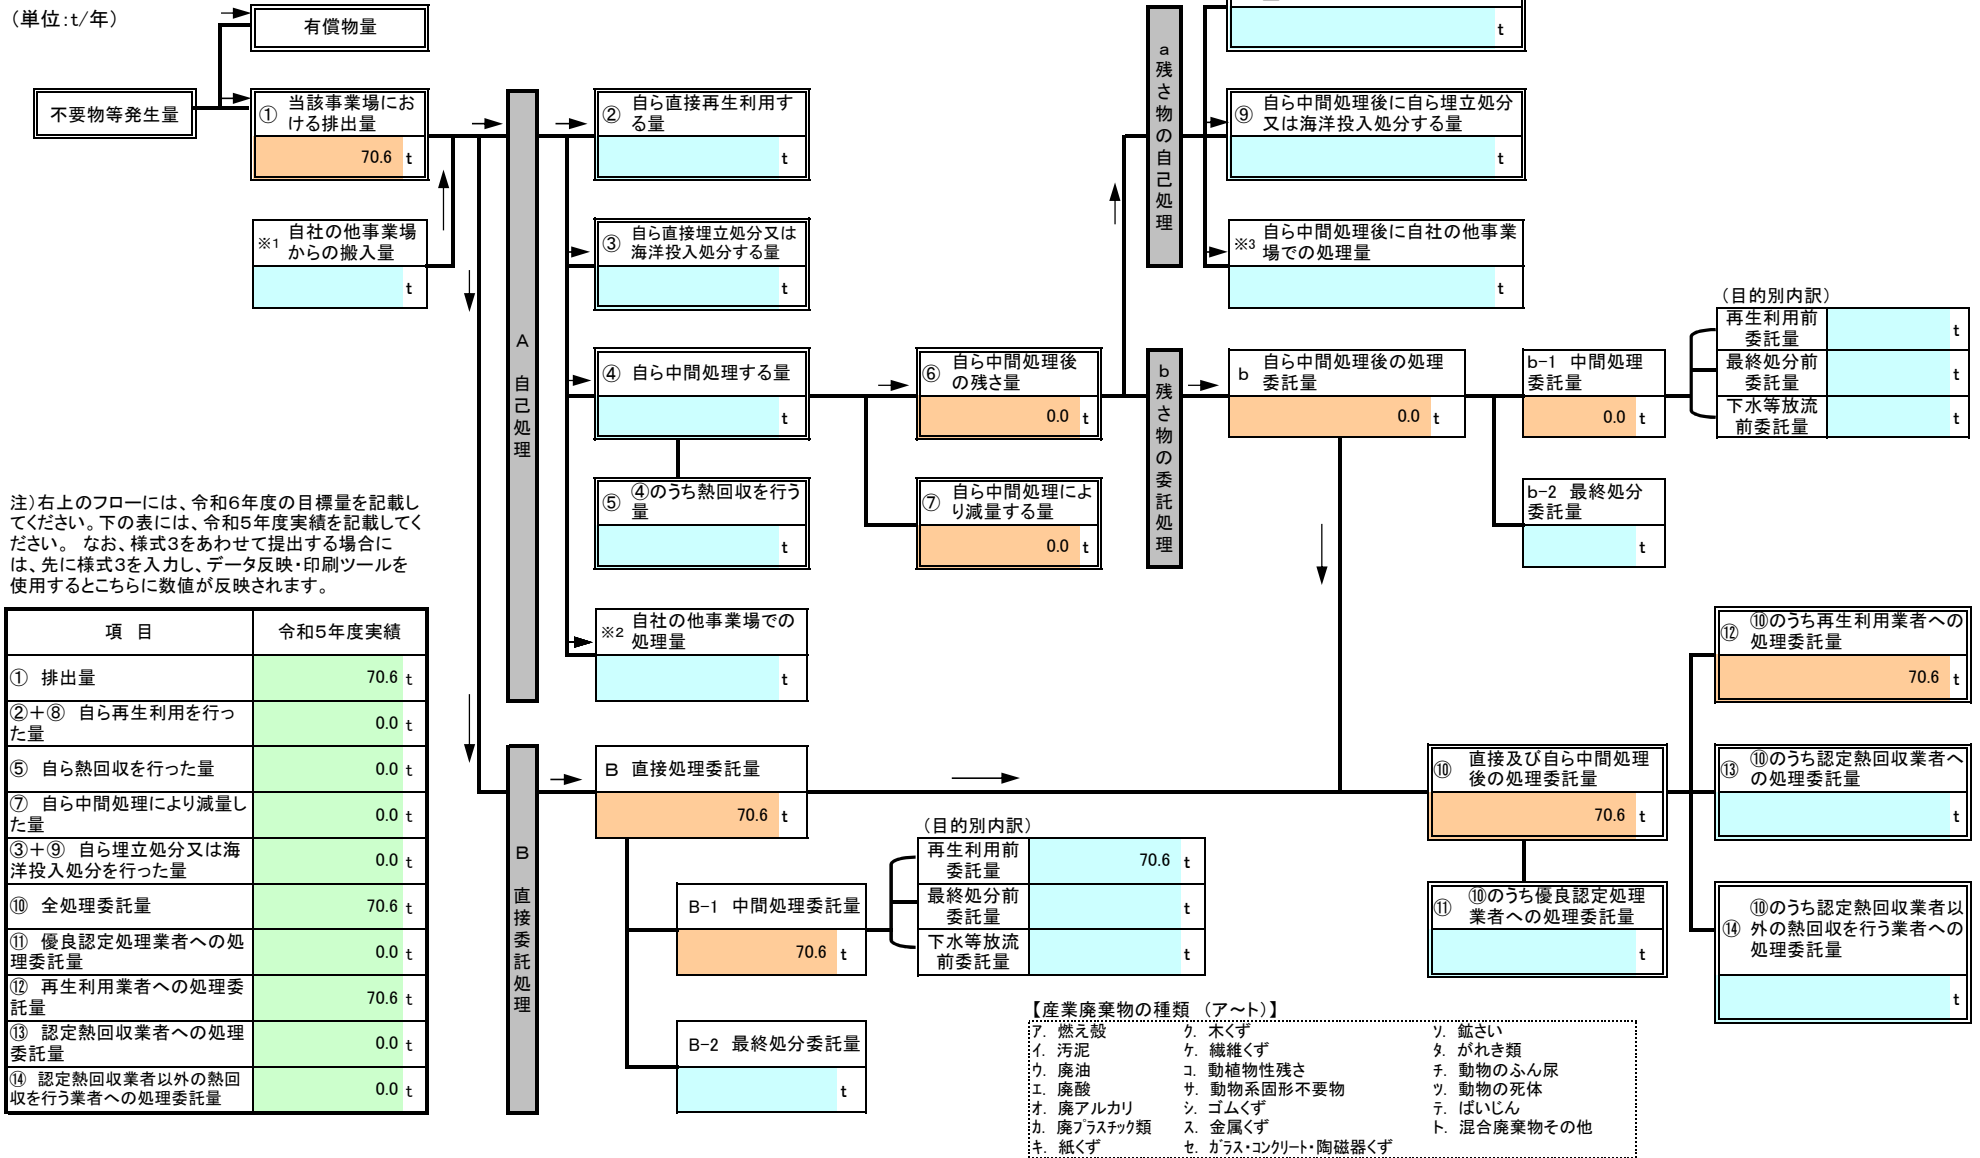 （単位:t/年）
有償物量
不要物等発生量
① 当該事業場にお
ける排出量
70.6 t
※1 自社の他事業場
からの搬入量
t
A 自己処理
② 自ら直接再生利用す
る量
t
③ 自ら直接埋立処分又は
海洋投入処分する量
t
④ 自ら中間処理する量
t
⑤ ④のうち熱回収を行う
量
t
※2 自社の他事業場での
処理量
t
⑥ 自ら中間処理後
の残さ量
0.0 t
⑦ 自ら中間処理によ
り減量する量
0.0 t
a 残さ物の自己処理
t
⑨ 自ら中間処理後に自ら埋立処分
又は海洋投入処分する量
t
※3 自ら中間処理後に自社の他事業
場での処理量
t
b 残さ物の委託処理
b 自ら中間処理後の処理
委託量
0.0 t
b-1 中間処理
委託量
0.0 t
（目的別内訳）
再生利用前
委託量
t
最終処分前
委託量
t
下水等放流
前委託量
t
b-2 最終処分
委託量
t
注）右上のフローには、令和６年度の目標量を記載し
てください。下の表には、令和５年度実績を記載してく
ださい。 なお、様式３をあわせて提出する場合に
は、先に様式３を入力し、データ反映・印刷ツールを
使用するとこちらに数値が反映されます。
項 目 令和５年度実績
① 排出量 70.6 t
②＋⑧ 自ら再生利用を行っ
た量 0.0 t
⑤ 自ら熱回収を行った量 0.0 t
⑦ 自ら中間処理により減量し
た量 0.0 t
③＋⑨ 自ら埋立処分又は海
洋投入処分を行った量 0.0 t
⑩ 全処理委託量 70.6 t
⑪ 優良認定処理業者への処
理委託量 0.0 t
⑫ 再生利用業者への処理委
託量 70.6 t
⑬ 認定熱回収業者への処理
委託量 0.0 t
⑭ 認定熱回収業者以外の熱回
収を行う業者への処理委託量 0.0 t
B 直接委託処理
B 直接処理委託量
70.6 t
B-1 中間処理委託量
70.6 t
（目的別内訳）
再生利用前
委託量
70.6 t
最終処分前
委託量
t
下水等放流
前委託量
t
B-2 最終処分委託量
t
⑩ 直接及び自ら中間処理
後の処理委託量
70.6 t
⑪ ⑩のうち優良認定処理
業者への処理委託量
t
⑫ ⑩のうち再生利用業者への
処理委託量
70.6 t
⑬ ⑩のうち認定熱回収業者へ
の処理委託量
t
⑭ ⑩のうち認定熱回収業者以
外の熱回収を行う業者への
処理委託量
t
【産業廃棄物の種類 （ア～ト）】
ア. 燃え殻 ク. 木くず ソ. 鉱さい
イ. 汚泥 ケ. 繊維くず タ. がれき類
ウ. 廃油 コ. 動植物性残さ チ. 動物のふん尿
エ. 廃酸 サ. 動物系固形不要物 ツ. 動物の死体
オ. 廃アルカリ シ. ゴムくず テ. ばいじん
カ. 廃プラスチック類 ス. 金属くず ト. 混合廃棄物その他
キ. 紙くず セ. ガラス・コンクリート・陶磁器くず